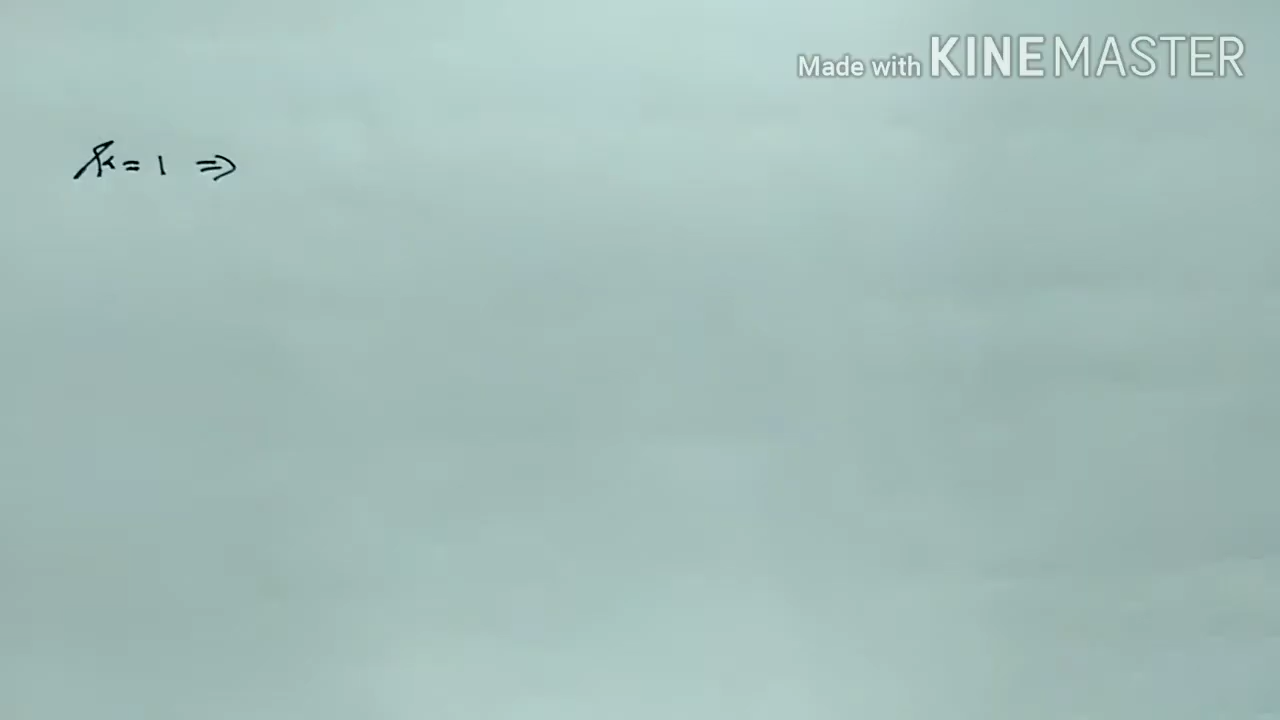 Made with KINEMASTER
k = 1 ⇒